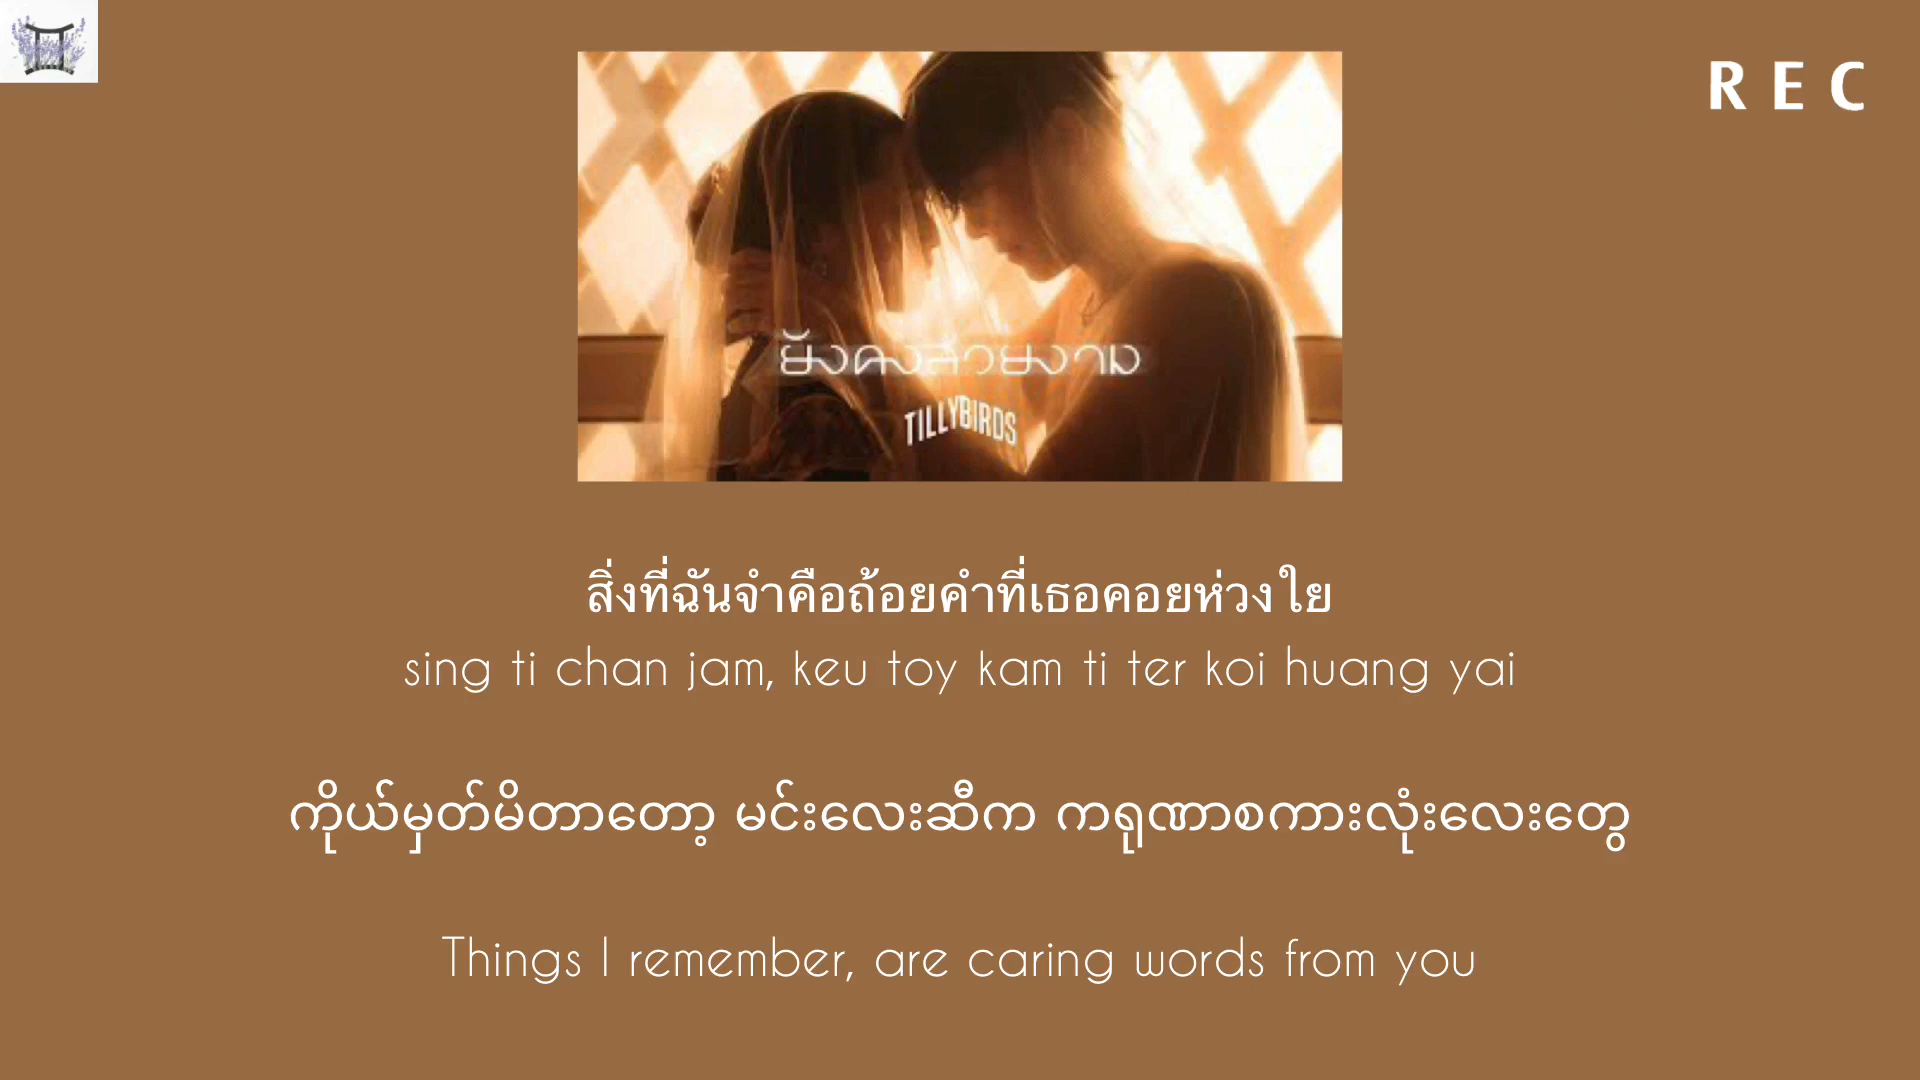 REC
ยังคงสวยงาม
TILLYBIRDS
สิ่งที่ฉันจำคือถ้อยคำที่เธอคอยห่วงใย
sing ti chan jam, keu toy kam ti ter koi huang yai
ကိုယ်မှတ်မိတာတော့ မင်းလေးဆီက ကရုဏာစကားလုံးလေးတွေ
Things I remember, are caring words from you